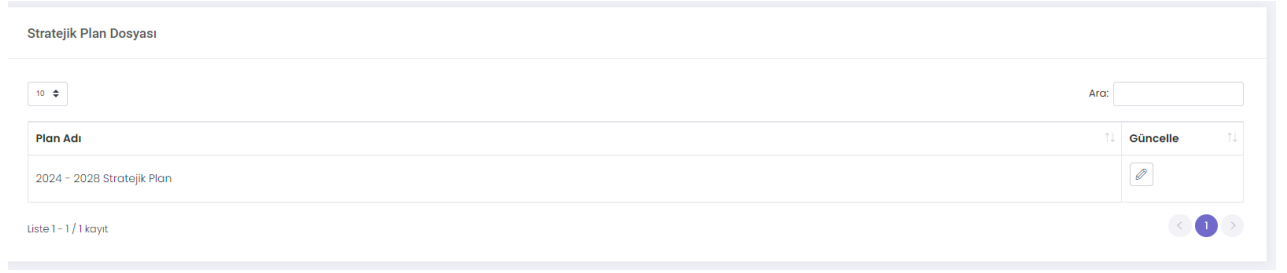 Stratejik Plan Dosyası
10
Ara:
Plan Adı Güncelle
2024 - 2028 Stratejik Plan
Liste 1 - 1 / 1 kayıt
1